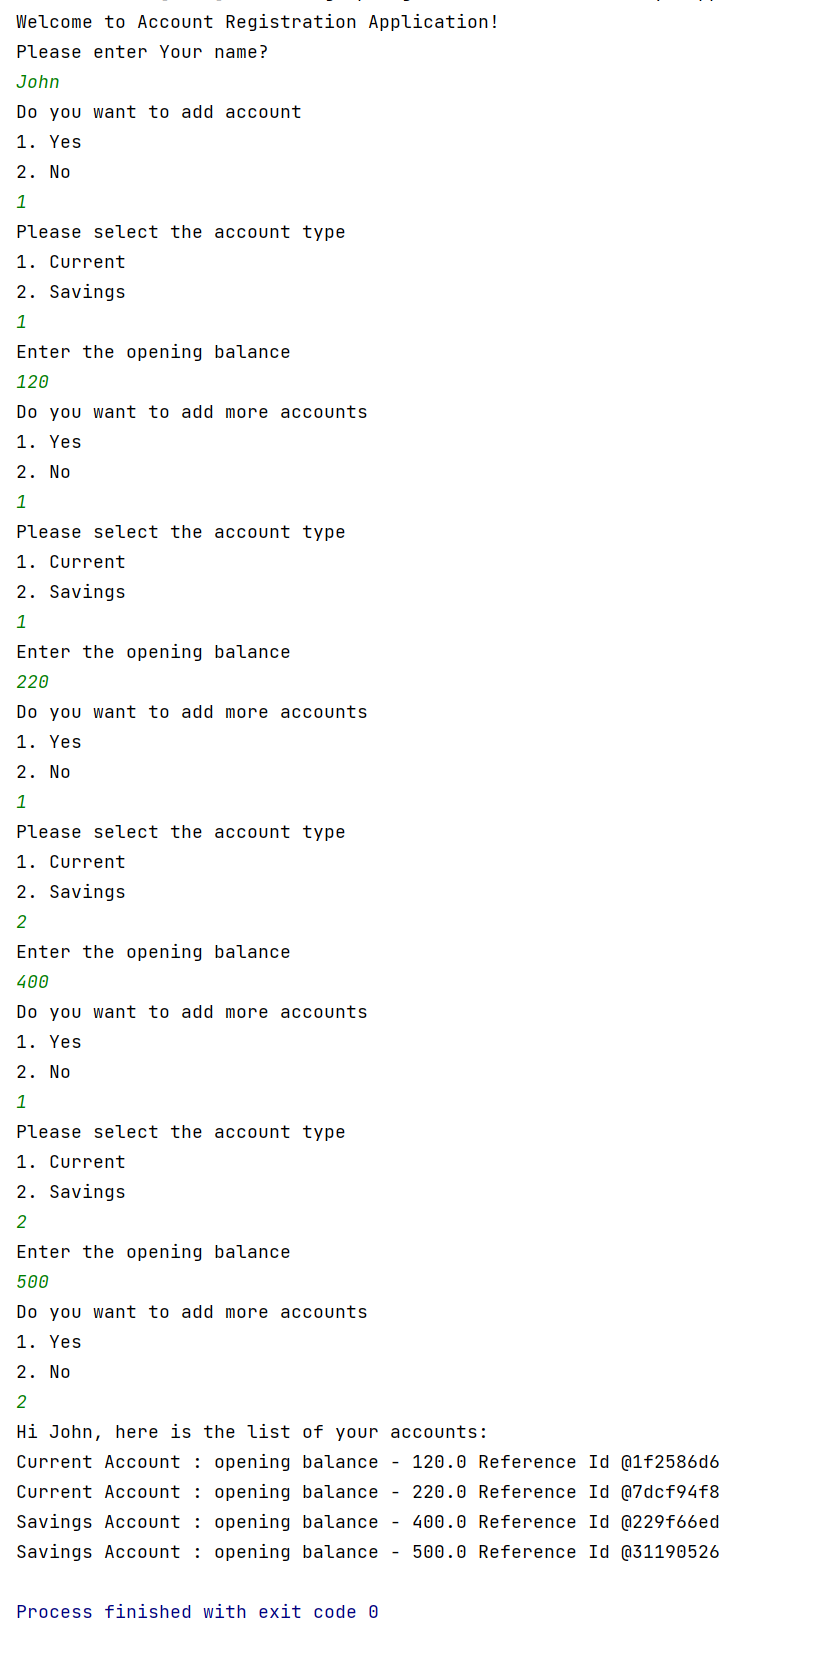 Welcome to Account Registration Application!
Please enter Your name?
John
Do you want to add account
1. Yes
2. No
1
Please select the account type
1. Current
2. Savings
1
Enter the opening balance
120
Do you want to add more accounts
1. Yes
2. No
1
Please select the account type
1. Current
2. Savings
1
Enter the opening balance
220
Do you want to add more accounts
1. Yes
2. No
1
Please select the account type
1. Current
2. Savings
2
Enter the opening balance
400
Do you want to add more accounts
1. Yes
2. No
1
Please select the account type
1. Current
2. Savings
2
Enter the opening balance
500
Do you want to add more accounts
1. Yes
2. No
2
Hi John, here is the list of your accounts:
Current Account : opening balance - 120.0 Reference Id @1f2586d6
Current Account : opening balance - 220.0 Reference Id @7dcf94f8
Savings Account : opening balance - 400.0 Reference Id @229f66ed
Savings Account : opening balance - 500.0 Reference Id @31190526
Process finished with exit code 0